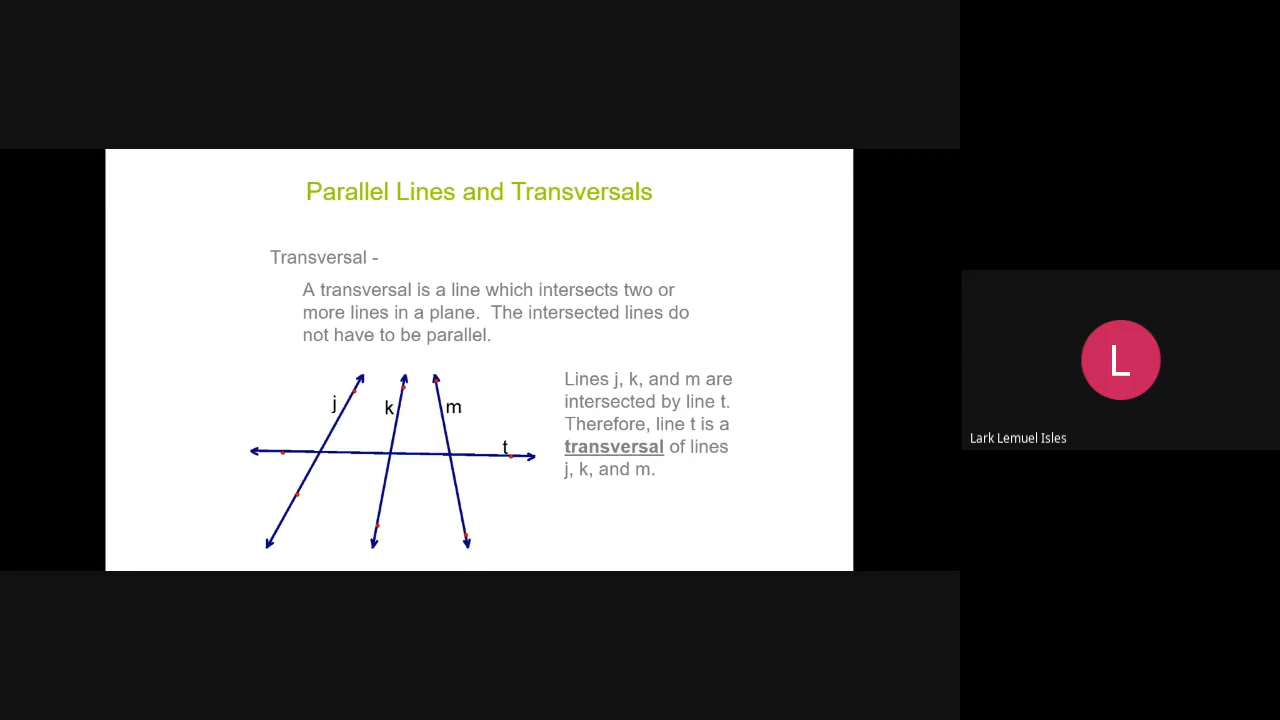 Parallel Lines and Transversals
Transversal -
A transversal is a line which intersects two or
more lines in a plane.  The intersected lines do
not have to be parallel.
j
k
m
t
Lines j, k, and m are
intersected by line t.
Therefore, line t is a
transversal of lines
j, k, and m.
L
Lark Lemuel Isles